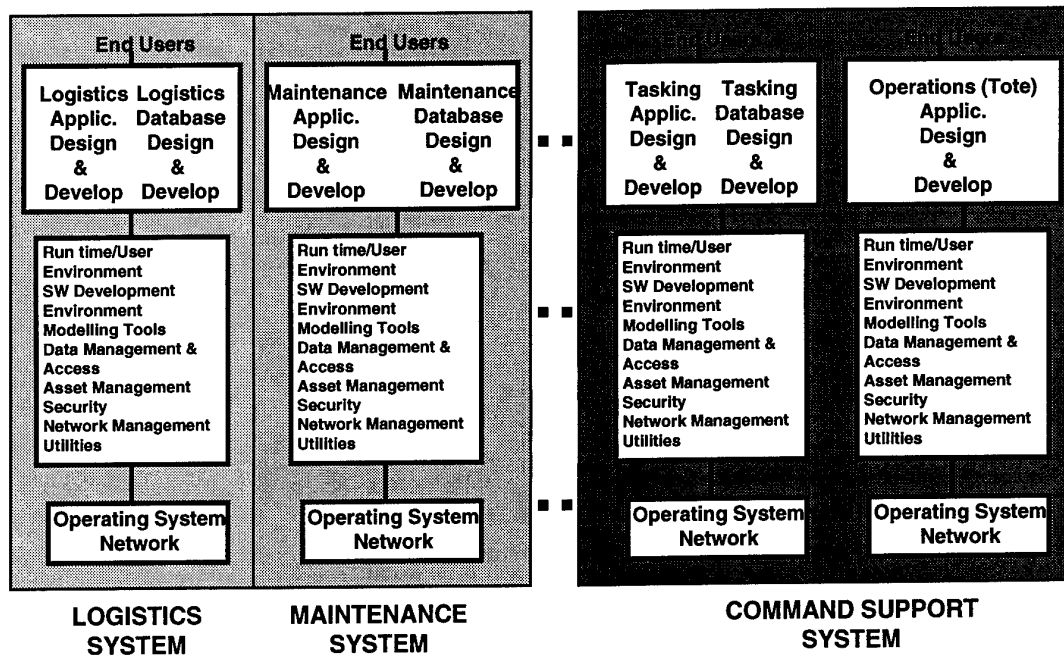 End Users
Logistics Logistics
Applic. Database
Design Design
& &
Develop Develop
Run time/User
Environment
SW Development
Environment
Modelling Tools
Data Management &
Access
Asset Management
Security
Network Management
Utilities
Operating System
Network
LOGISTICS
SYSTEM
End Users
Maintenance Maintenance
Applic. Database
Design Design
& &
Develop Develop
Run time/User
Environment
SW Development
Environment
Modelling Tools
Data Management &
Access
Asset Management
Security
Network Management
Utilities
Operating System
Network
MAINTENANCE
SYSTEM
End Users
Tasking Tasking
Applic. Database
Design Design
& &
Develop Develop
Run time/User
Environment
SW Development
Environment
Modelling Tools
Data Management &
Access
Asset Management
Security
Network Management
Utilities
Operating System
Network
End Users
Operations (Tote)
Applic.
Design
&
Develop
Run time/User
Environment
SW Development
Environment
Modelling Tools
Data Management &
Access
Asset Management
Security
Network Management
Utilities
Operating System
Network
COMMAND SUPPORT
SYSTEM